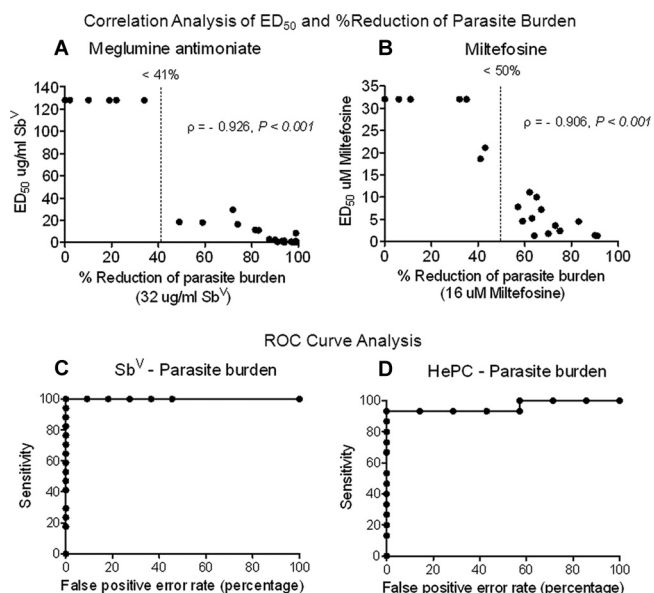 Correlation Analysis of ED50 and %Reduction of Parasite Burden
A
Meglumine antimoniate
< 41%
140
120
100
80
60
40
20
0
ED50 ug/ml SbV
ρ = - 0.926, P < 0.001
0 20 40 60 80 100
% Reduction of parasite burden
(32 ug/ml SbV)
B
Miltefosine
< 50%
35
30
25
20
15
10
5
0
ED50 uM Miltefosine
ρ = - 0.906, P < 0.001
0 20 40 60 80 100
% Reduction of parasite burden
(16 uM Miltefosine)
ROC Curve Analysis
C
SbV - Parasite burden
100
80
60
40
20
0
Sensitivity
0 20 40 60 80 100
False positive error rate (percentage)
D
HePC - Parasite burden
100
80
60
40
20
0
Sensitivity
0 20 40 60 80 100
False positive error rate (percentage)